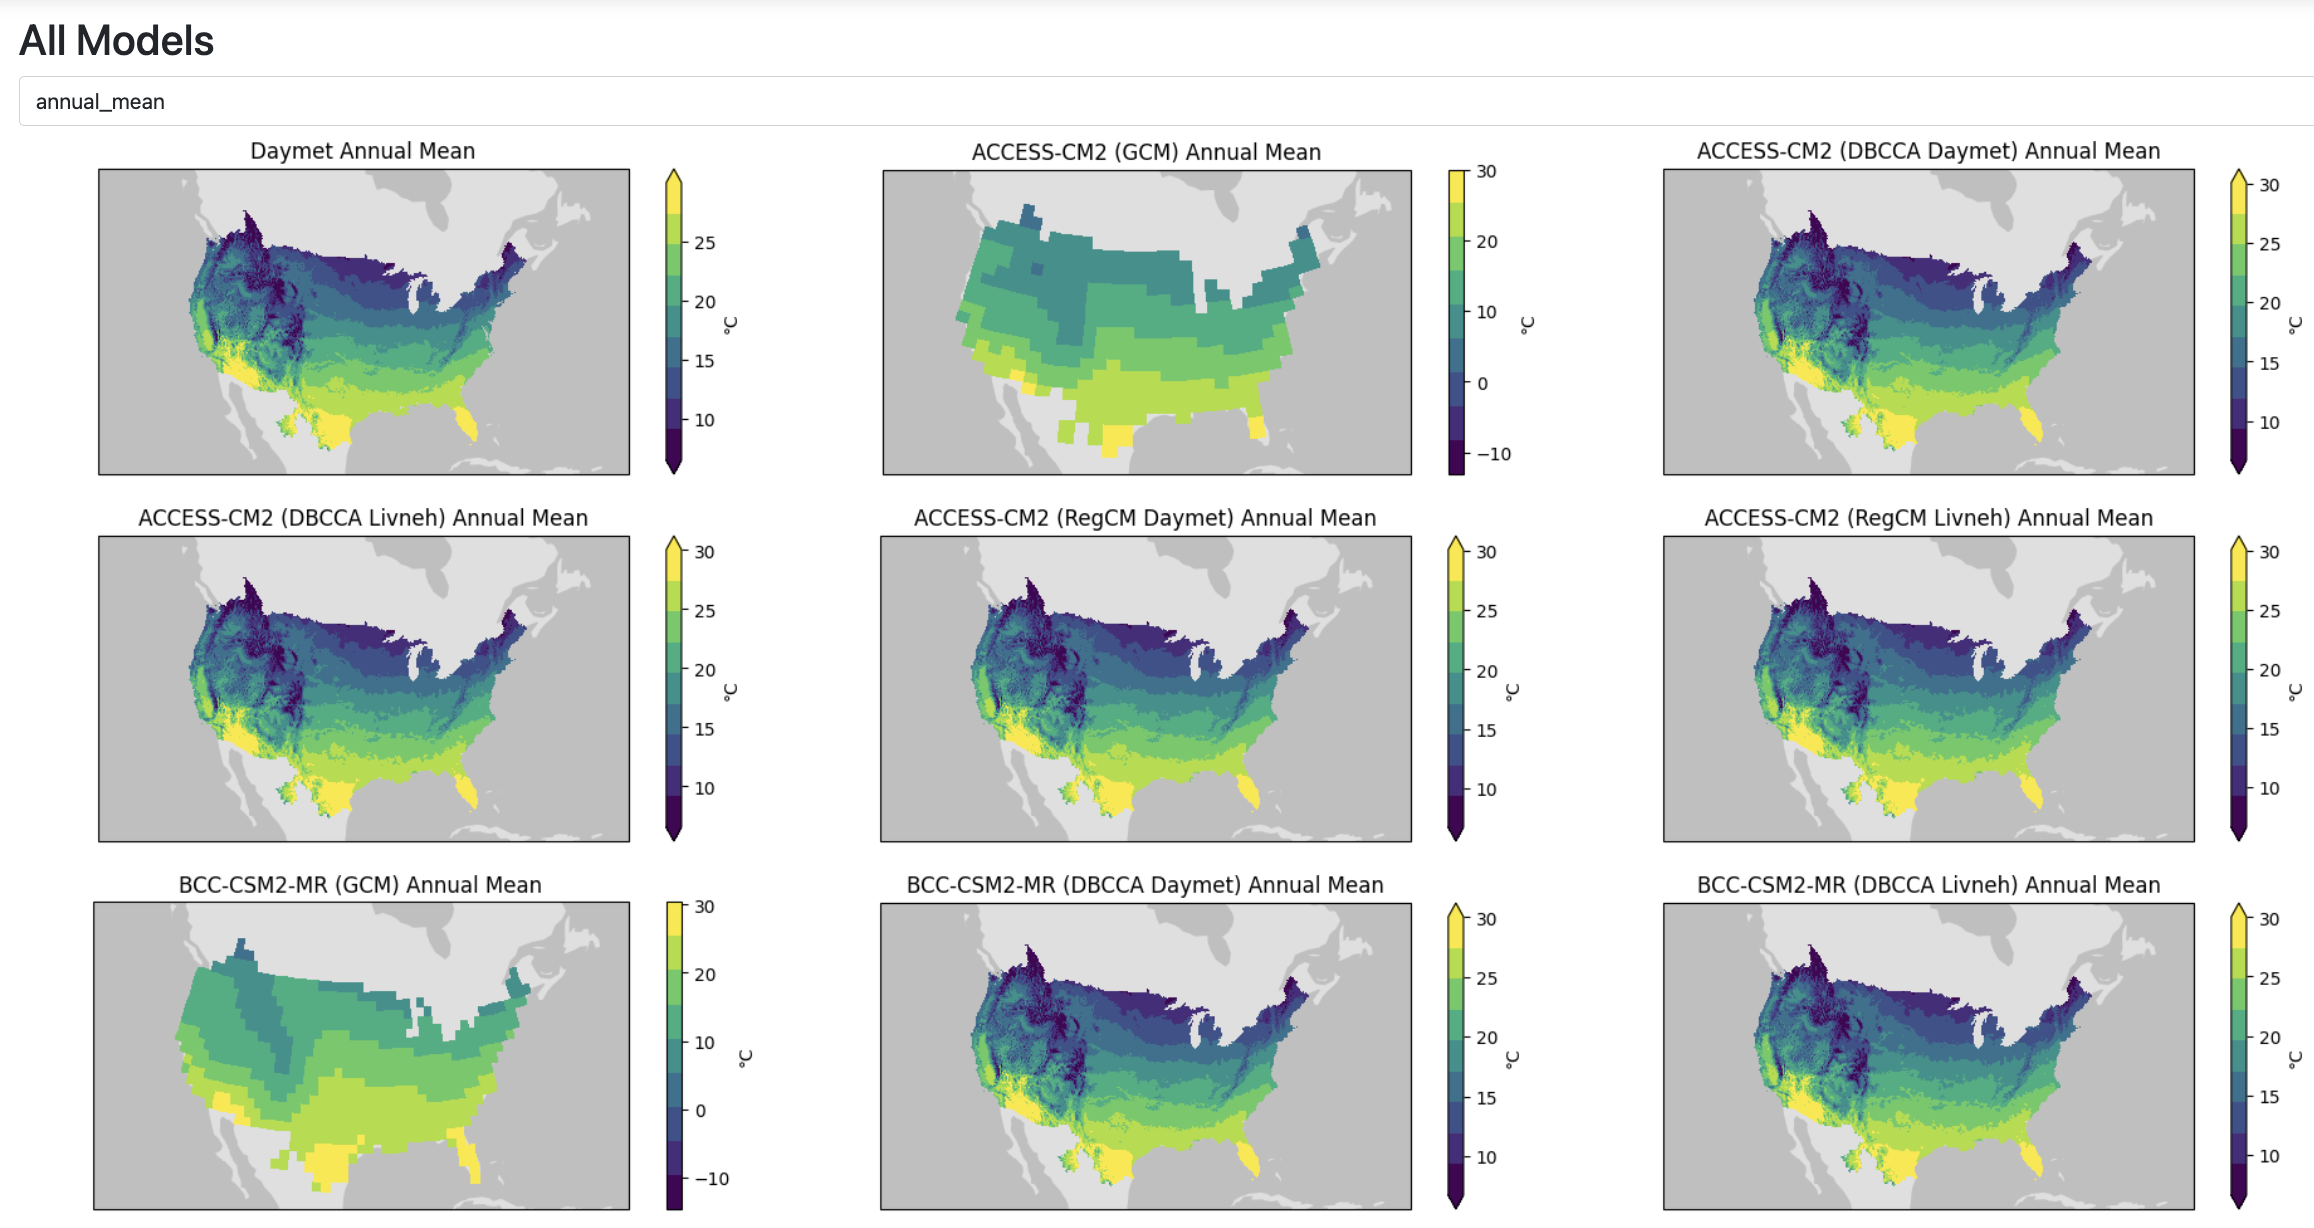 All Models
annual_mean
Daymet Annual Mean
25
20
15
10
°C
ACCESS-CM2 (GCM) Annual Mean
30
20
10
0
−10
°C
ACCESS-CM2 (DBCCA Daymet) Annual Mean
30
25
20
15
10
°C
ACCESS-CM2 (DBCCA Livneh) Annual Mean
30
25
20
15
10
°C
ACCESS-CM2 (RegCM Daymet) Annual Mean
30
25
20
15
10
°C
ACCESS-CM2 (RegCM Livneh) Annual Mean
30
25
20
15
10
°C
BCC-CSM2-MR (GCM) Annual Mean
30
20
10
0
−10
°C
BCC-CSM2-MR (DBCCA Daymet) Annual Mean
30
25
20
15
10
°C
BCC-CSM2-MR (DBCCA Livneh) Annual Mean
30
25
20
15
10
°C